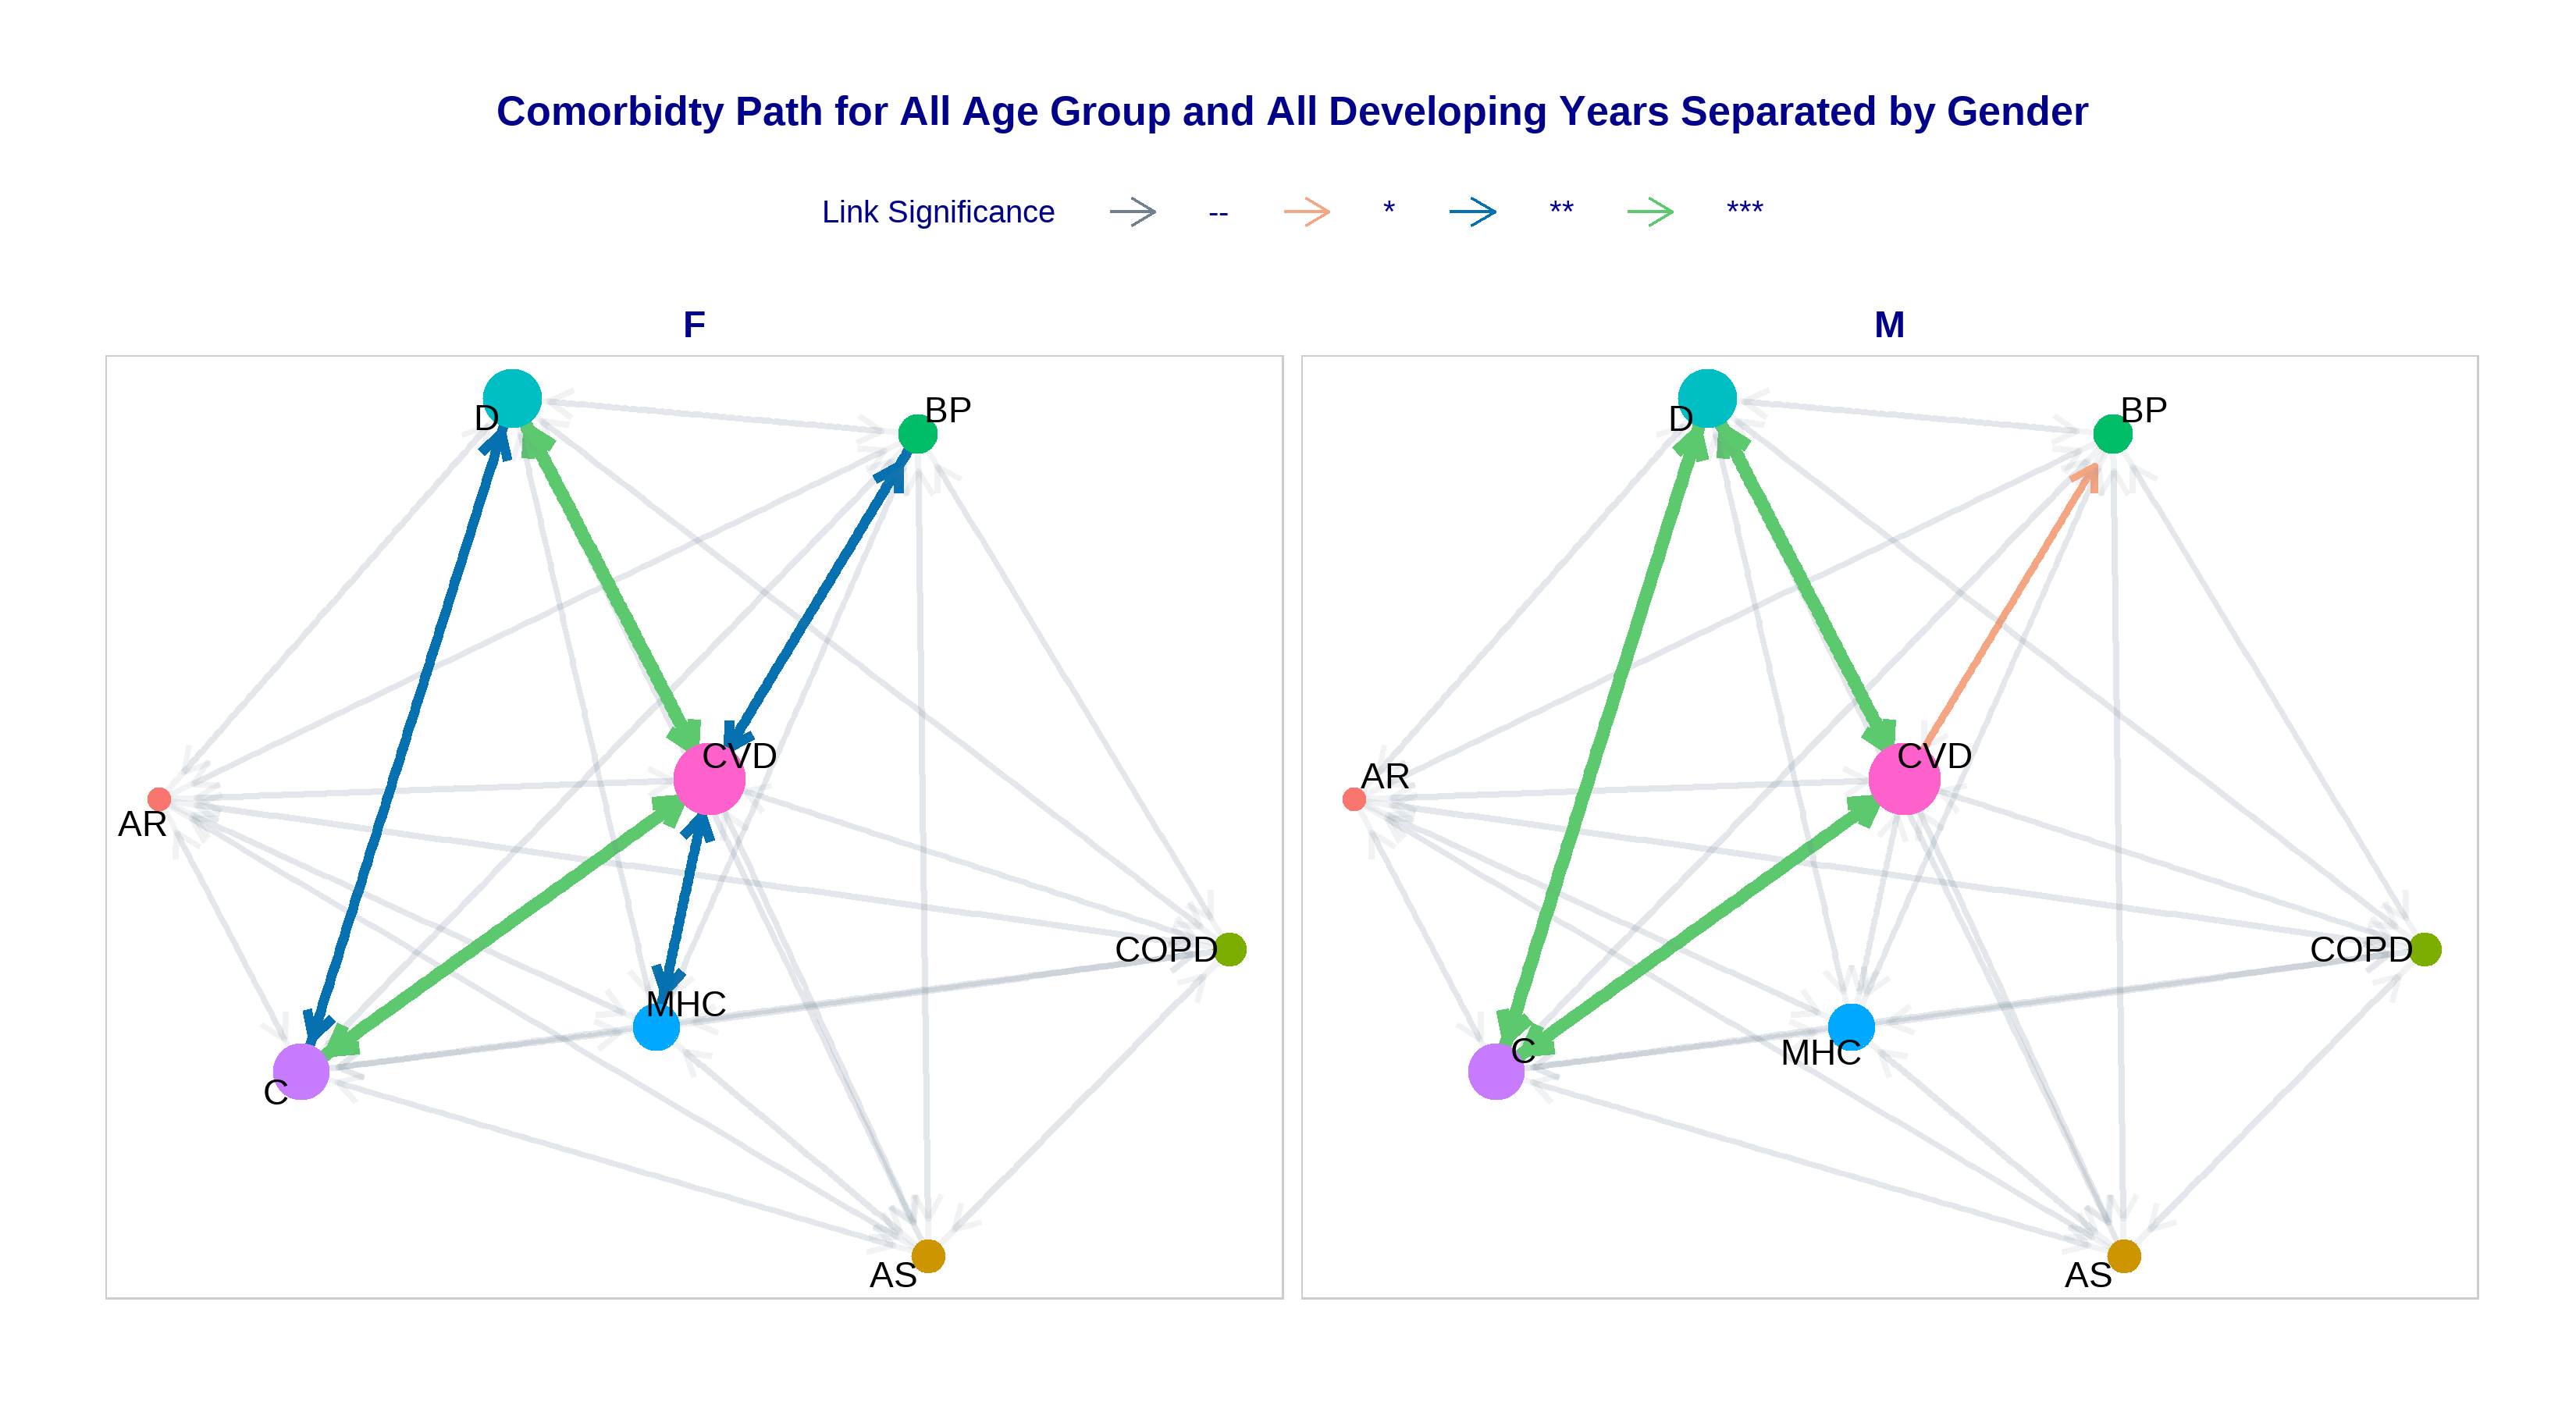 Comorbidty Path for All Age Group and All Developing Years Separated by Gender
Link Significance -- * ** ***
F
M
D
BP
CVD
AR
COPD
MHC
C
AS
D
BP
CVD
AR
COPD
C
MHC
AS